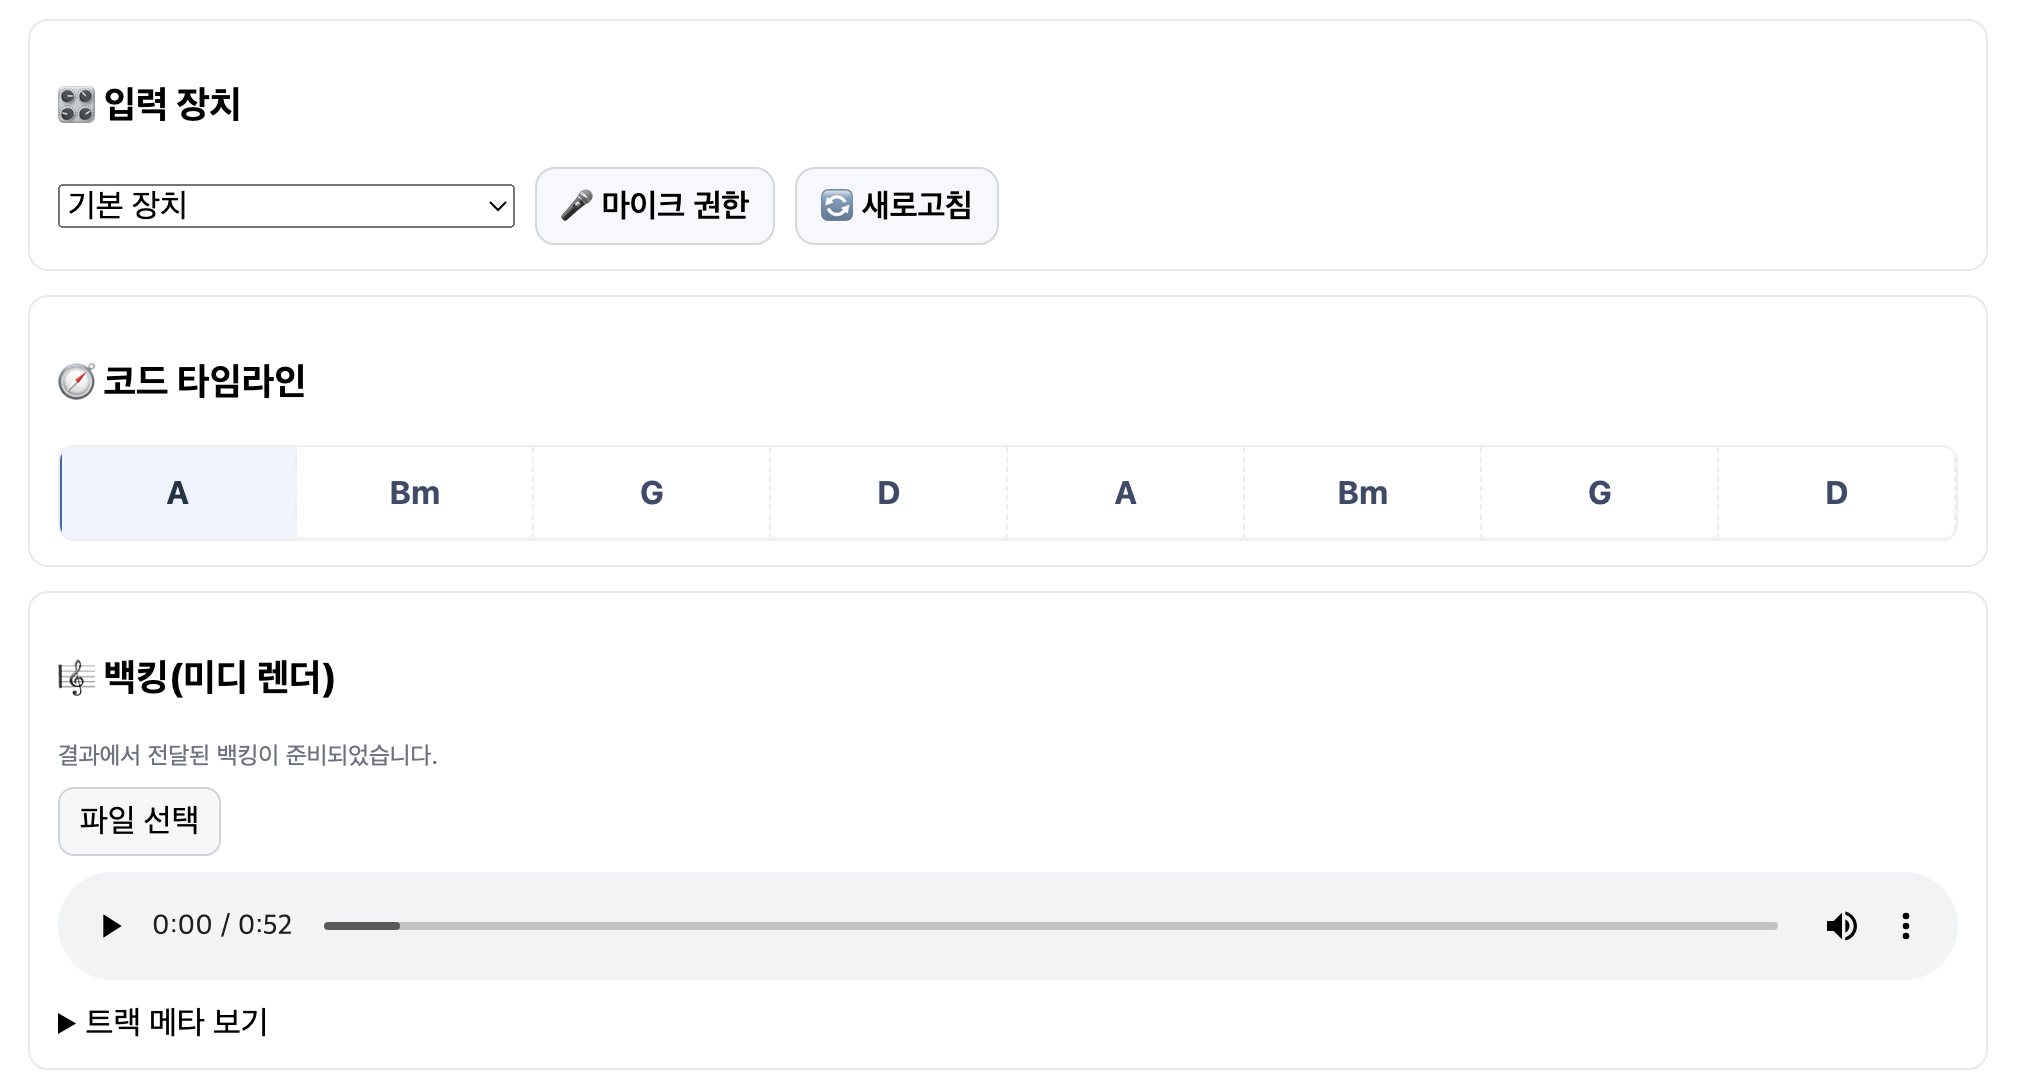 입력 장치
기본 장치 마이크 권한 새로고침
코드 타임라인
A Bm G D A Bm G D
백킹(미디 렌더)
결과에서 전달된 백킹이 준비되었습니다.
파일 선택
0:00 / 0:52
트랙 메타 보기